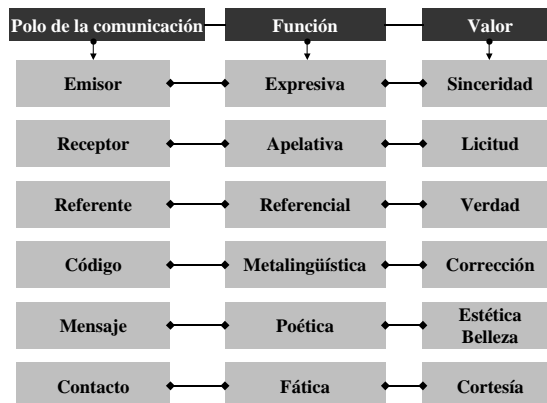 Polo de la comunicación Función Valor
Emisor Expresiva Sinceridad
Receptor Apelativa Licitud
Referente Referencial Verdad
Código Metalingüística Corrección
Mensaje Poética Estética
Belleza
Contacto Fática Cortesía